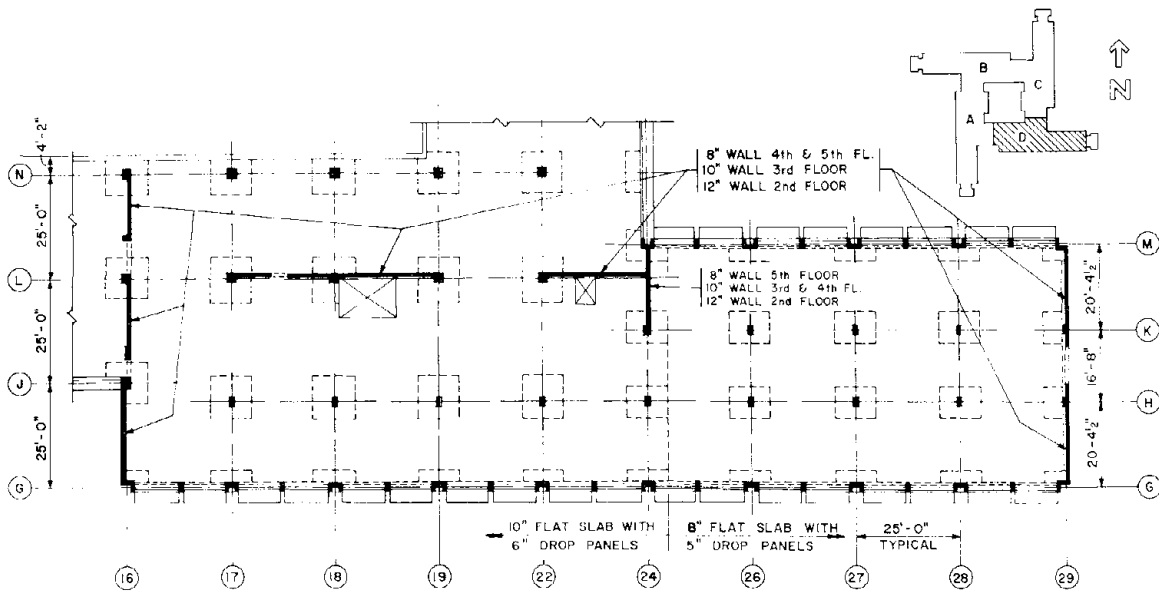 B
C
A
D
N
4'-2"
N
25'-0"
L
25'-0"
J
25'-0"
G
8" WALL 4th & 5th FL.
10" WALL 3rd FLOOR
12" WALL 2nd FLOOR
8" WALL 5th FLOOR
10" WALL 3rd & 4th FL.
12" WALL 2nd FLOOR
M
20'-4½"
K
16'-8"
H
20'-4½"
G
10" FLAT SLAB WITH
6" DROP PANELS
8" FLAT SLAB WITH
5" DROP PANELS
25'-0"
TYPICAL
16
17
18
19
22
24
26
27
28
29